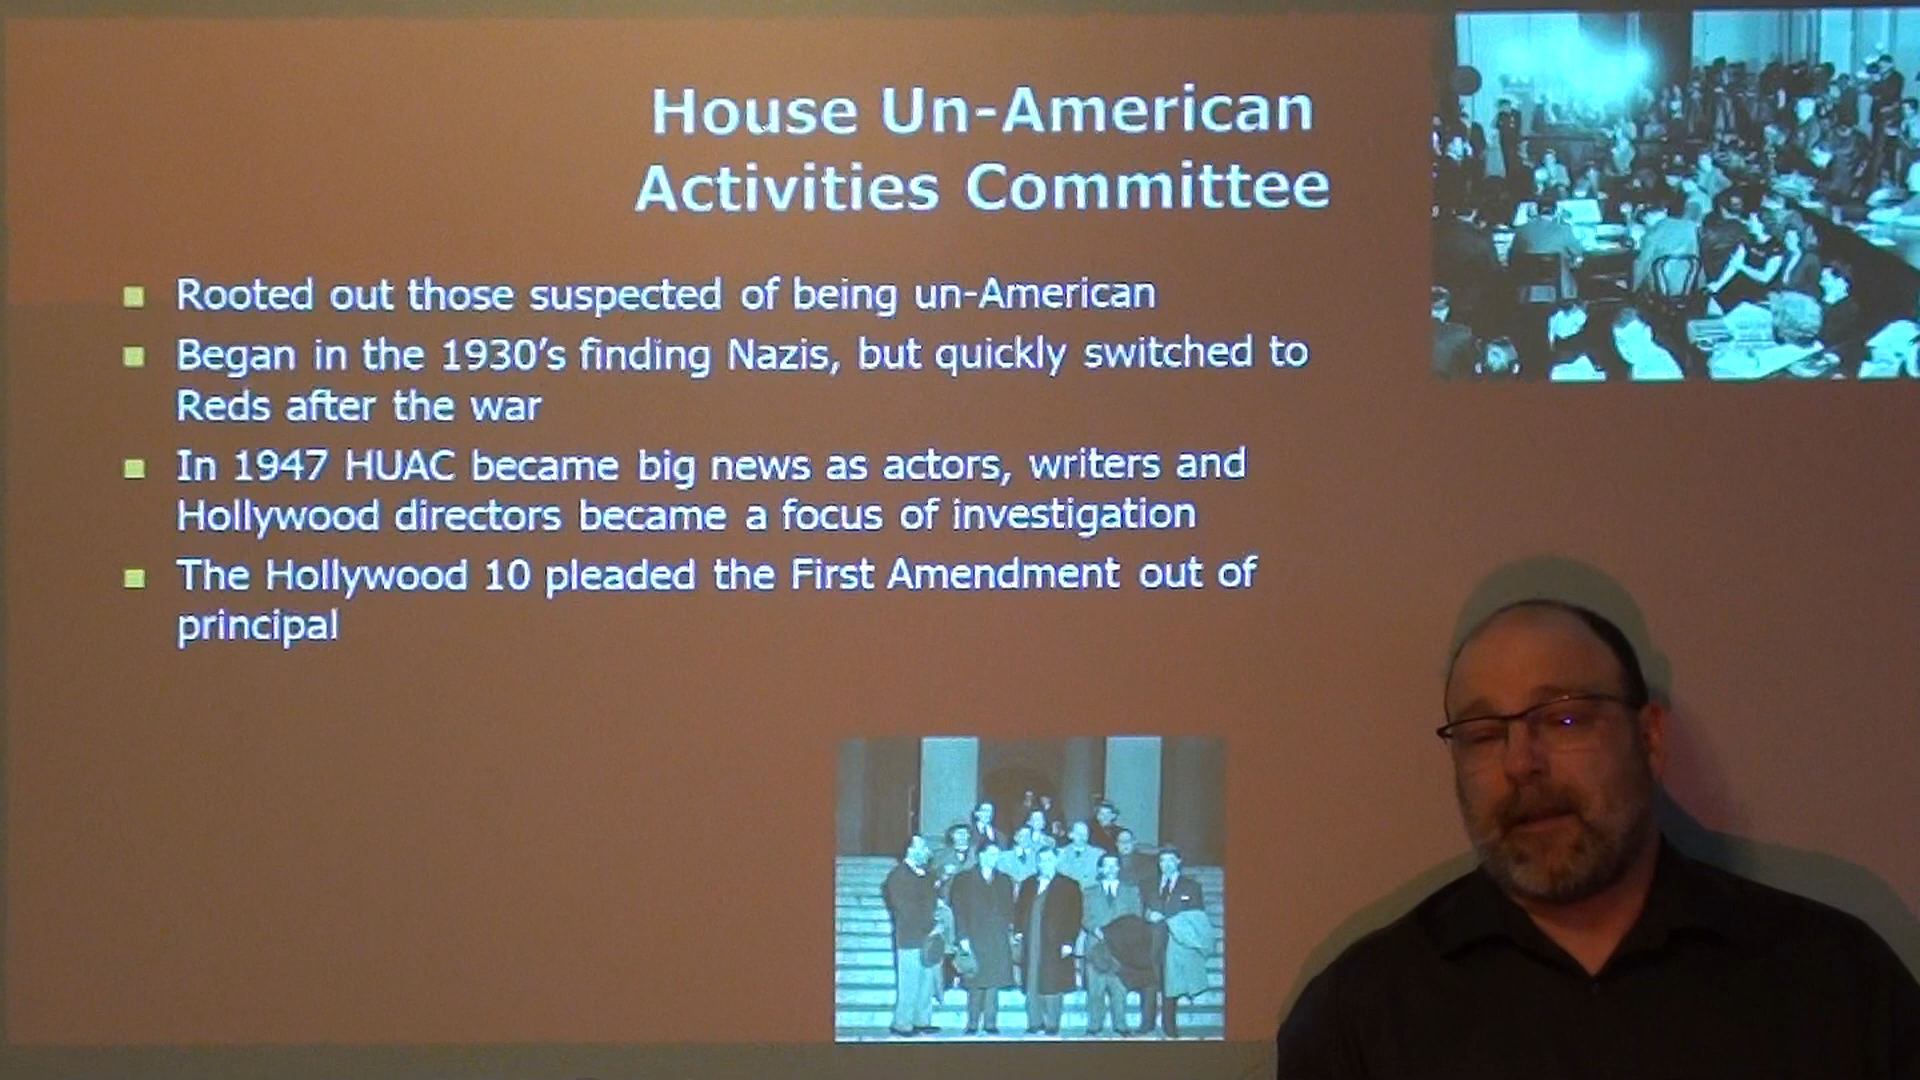 House Un-American
Activities Committee
Rooted out those suspected of being un-American
Began in the 1930’s finding Nazis, but quickly switched to
Reds after the war
In 1947 HUAC became big news as actors, writers and
Hollywood directors became a focus of investigation
The Hollywood 10 pleaded the First Amendment out of
principal